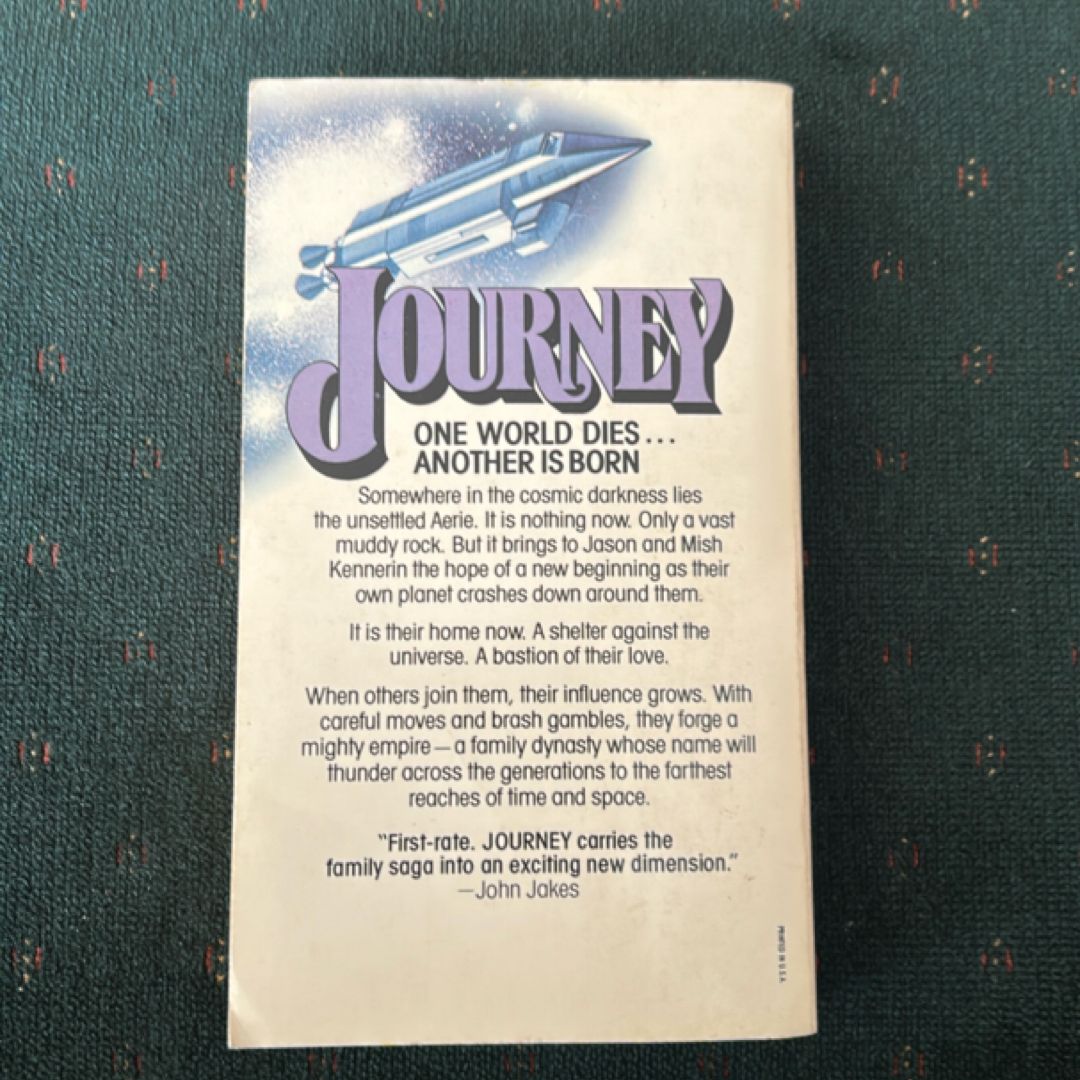 JOURNEY
ONE WORLD DIES...
ANOTHER IS BORN
Somewhere in the cosmic darkness lies
the unsettled Aerie. It is nothing now. Only a vast
muddy rock. But it brings to Jason and Mish
Kennerin the hope of a new beginning as their
own planet crashes down around them.
It is their home now. A shelter against the
universe. A bastion of their love.
When others join them, their influence grows. With
careful moves and brash gambles, they forge a
mighty empire—a family dynasty whose name will
thunder across the generations to the farthest
reaches of time and space.
"First-rate. JOURNEY carries the
family saga into an exciting new dimension."
—John Jakes
PRINTED IN U.S.A.